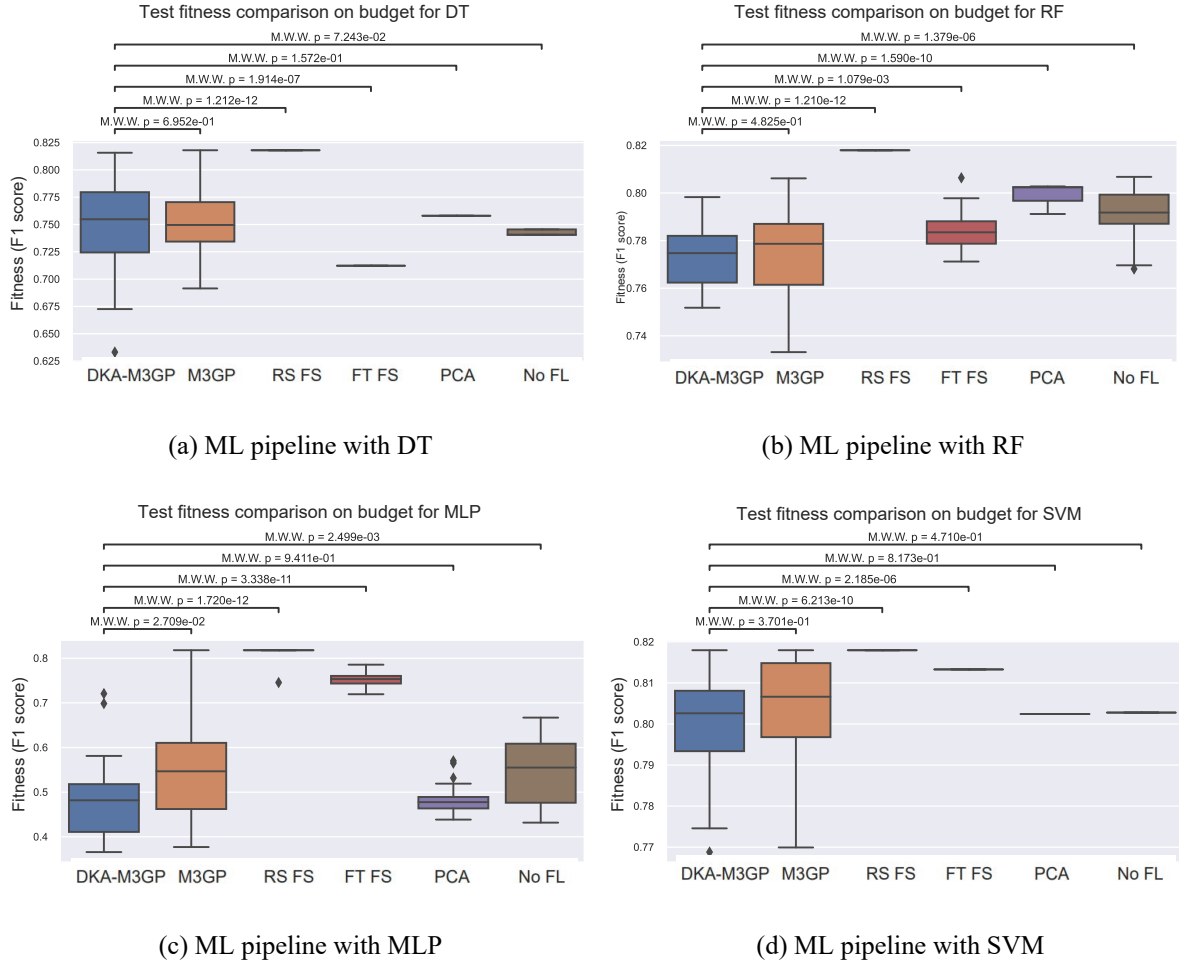 Test fitness comparison on budget for DT
M.W.W. p = 7.243e-02
M.W.W. p = 1.572e-01
M.W.W. p = 1.914e-07
M.W.W. p = 1.212e-12
M.W.W. p = 6.952e-01
Fitness (F1 score)
0.825
0.800
0.775
0.750
0.725
0.700
0.675
0.650
0.625
DKA-M3GP M3GP RS FS FT FS PCA No FL
(a) ML pipeline with DT
Test fitness comparison on budget for RF
M.W.W. p = 1.379e-06
M.W.W. p = 1.590e-10
M.W.W. p = 1.079e-03
M.W.W. p = 1.210e-12
M.W.W. p = 4.825e-01
Fitness (F1 score)
0.82
0.80
0.78
0.76
0.74
DKA-M3GP M3GP RS FS FT FS PCA No FL
(b) ML pipeline with RF
Test fitness comparison on budget for MLP
M.W.W. p = 2.499e-03
M.W.W. p = 9.411e-01
M.W.W. p = 3.338e-11
M.W.W. p = 1.720e-12
M.W.W. p = 2.709e-02
Fitness (F1 score)
0.8
0.7
0.6
0.5
0.4
DKA-M3GP M3GP RS FS FT FS PCA No FL
(c) ML pipeline with MLP
Test fitness comparison on budget for SVM
M.W.W. p = 4.710e-01
M.W.W. p = 8.173e-01
M.W.W. p = 2.185e-06
M.W.W. p = 6.213e-10
M.W.W. p = 3.701e-01
Fitness (F1 score)
0.82
0.81
0.80
0.79
0.78
0.77
DKA-M3GP M3GP RS FS FT FS PCA No FL
(d) ML pipeline with SVM